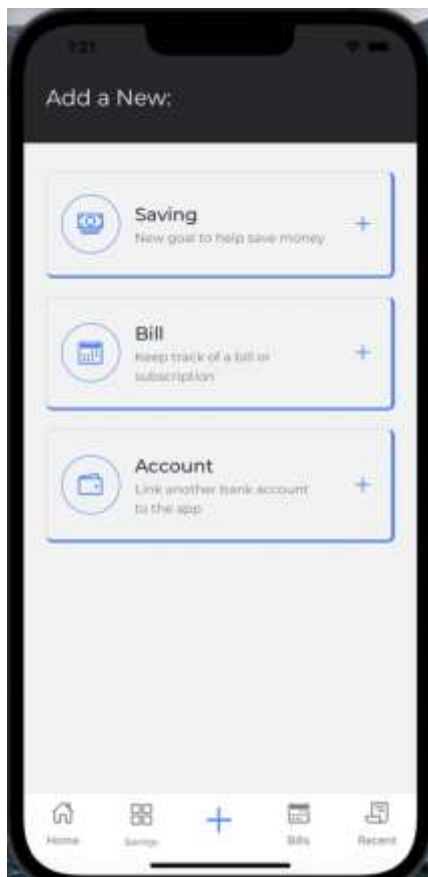 1:21
Add a New:
Saving
New goal to help save money
+
Bill
Keep track of a bill or
subscription
+
Account
Link another bank account
to the app
+
Home
Savings
+
Bills
Recent